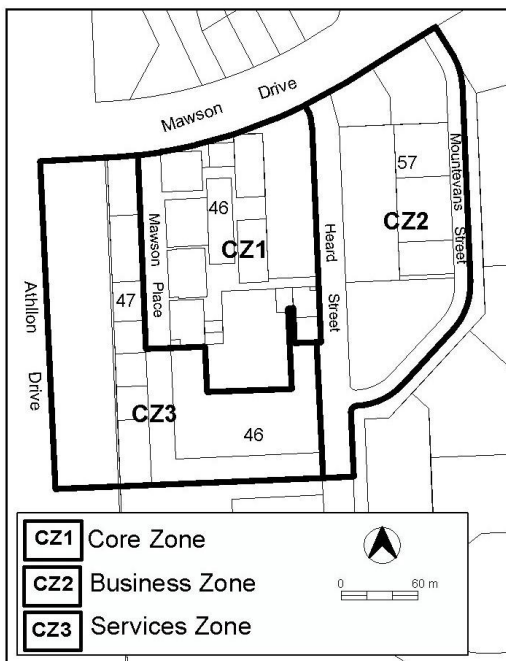 Mawson Drive
57
Mountevans Street
46
CZ2
CZ1
Mawson Place
Heard Street
47
Athllon Drive
CZ3
46
CZ1 Core Zone
CZ2 Business Zone
CZ3 Services Zone
0 60 m